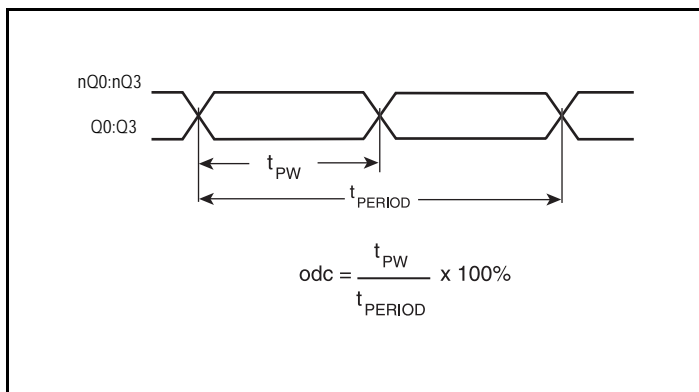 nQ0:nQ3
Q0:Q3
tPW
tPERIOD
odc = tPW / tPERIOD x 100%